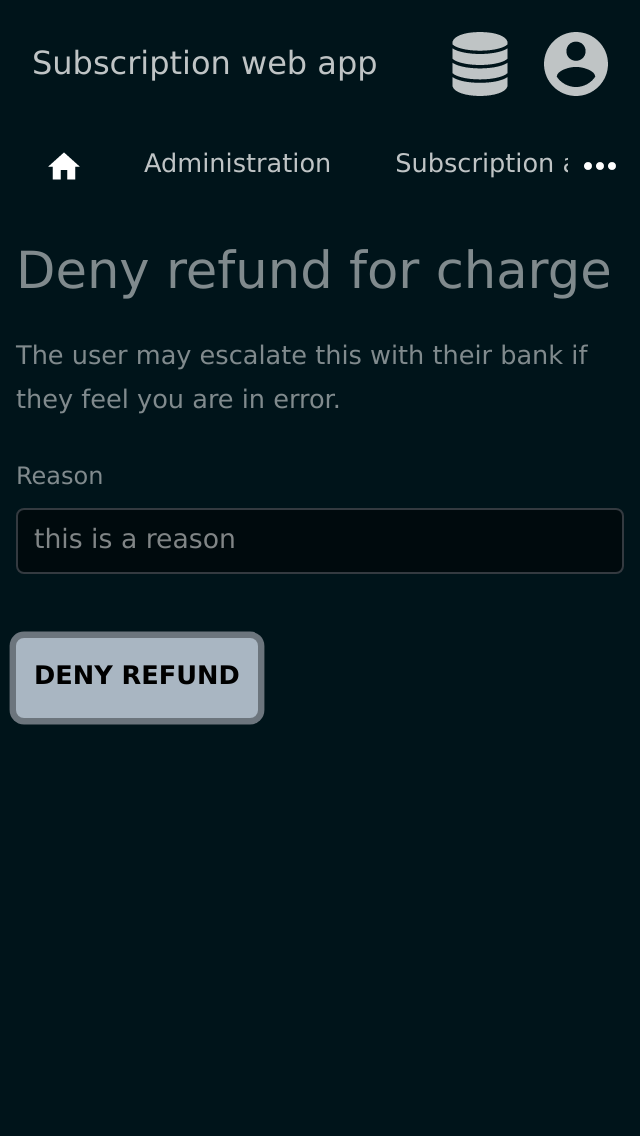 Subscription web app
Administration
Subscription
Deny refund for charge
The user may escalate this with their bank if
they feel you are in error.
Reason
this is a reason
DENY REFUND